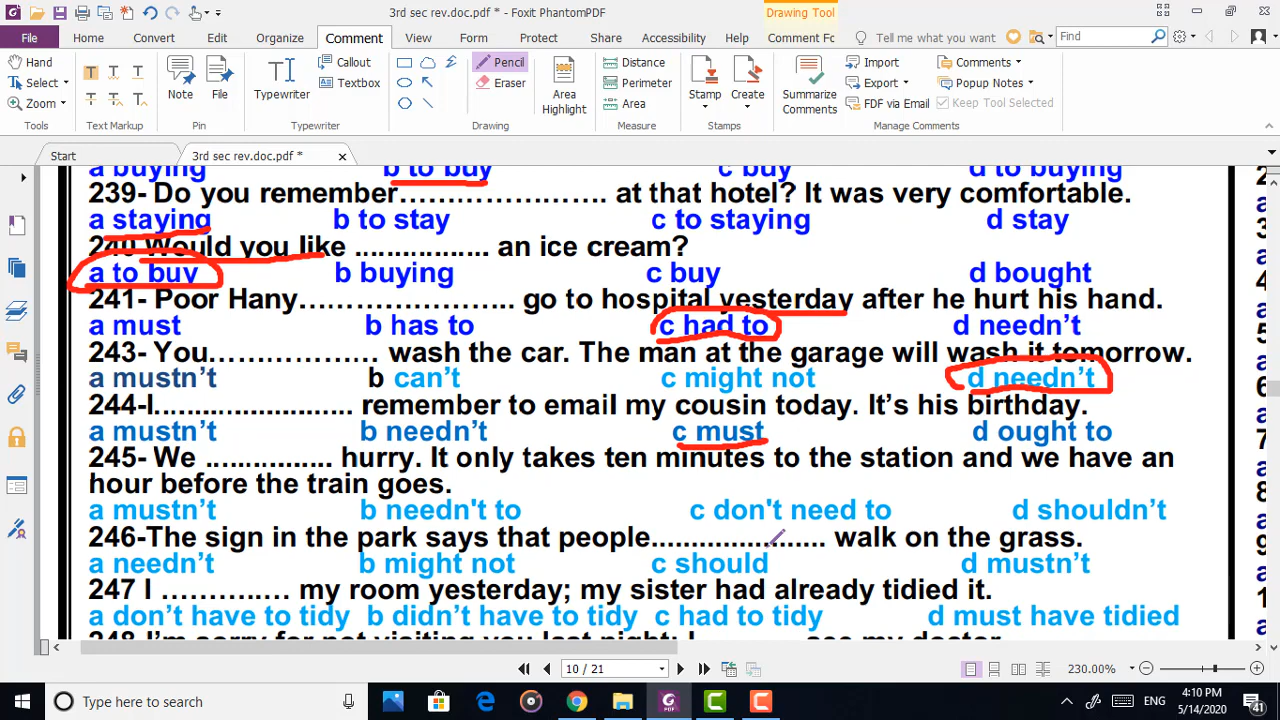 3rd sec rev.doc.pdf * - Foxit PhantomPDF
Drawing Tool
File Home Convert Edit Organize Comment View Form Protect Share Accessibility Help Comment Fc Tell me what you want... Find
Hand Callout Pencil Distance Import Comments
Select Textbox Eraser Perimeter Export Popup Notes
Zoom Note File Typewriter Area Highlight Area Stamp Create Summarize Comments FDF via Email Keep Tool Selected
Tools Text Markup Pin Typewriter Drawing Measure Stamps Manage Comments
Start 3rd sec rev.doc.pdf *
a buying b to buy c buy d to buying
239- Do you remember…………………. at that hotel? It was very comfortable.
a staying b to stay c to staying d stay
240 Would you like ................. an ice cream?
a to buy b buying c buy d bought
241- Poor Hany…………………….. go to hospital yesterday after he hurt his hand.
a must b has to c had to d needn't
243- You………………. wash the car. The man at the garage will wash it tomorrow.
a mustn't b can't c might not d needn't
244-I......................... remember to email my cousin today. It's his birthday.
a mustn't b needn't c must d ought to
245- We ................ hurry. It only takes ten minutes to the station and we have an
hour before the train goes.
a mustn't b needn't to c don't need to d shouldn't
246-The sign in the park says that people...................... walk on the grass.
a needn't b might not c should d mustn't
247 I ………..… my room yesterday; my sister had already tidied it.
a don't have to tidy b didn't have to tidy c had to tidy d must have tidied
248-I'm sorry for not visiting you last night; I ........ see my doctor
10 / 21 230.00%
Type here to search ENG 4:10 PM 5/14/2020 41